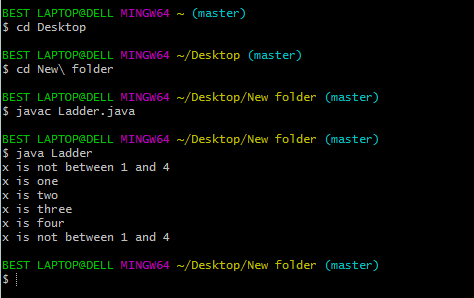 BEST LAPTOP@DELL MINGW64 ~ (master)
$ cd Desktop
BEST LAPTOP@DELL MINGW64 ~/Desktop (master)
$ cd New\ folder
BEST LAPTOP@DELL MINGW64 ~/Desktop/New folder (master)
$ javac Ladder.java
BEST LAPTOP@DELL MINGW64 ~/Desktop/New folder (master)
$ java Ladder
x is not between 1 and 4
x is one
x is two
x is three
x is four
x is not between 1 and 4
BEST LAPTOP@DELL MINGW64 ~/Desktop/New folder (master)
$